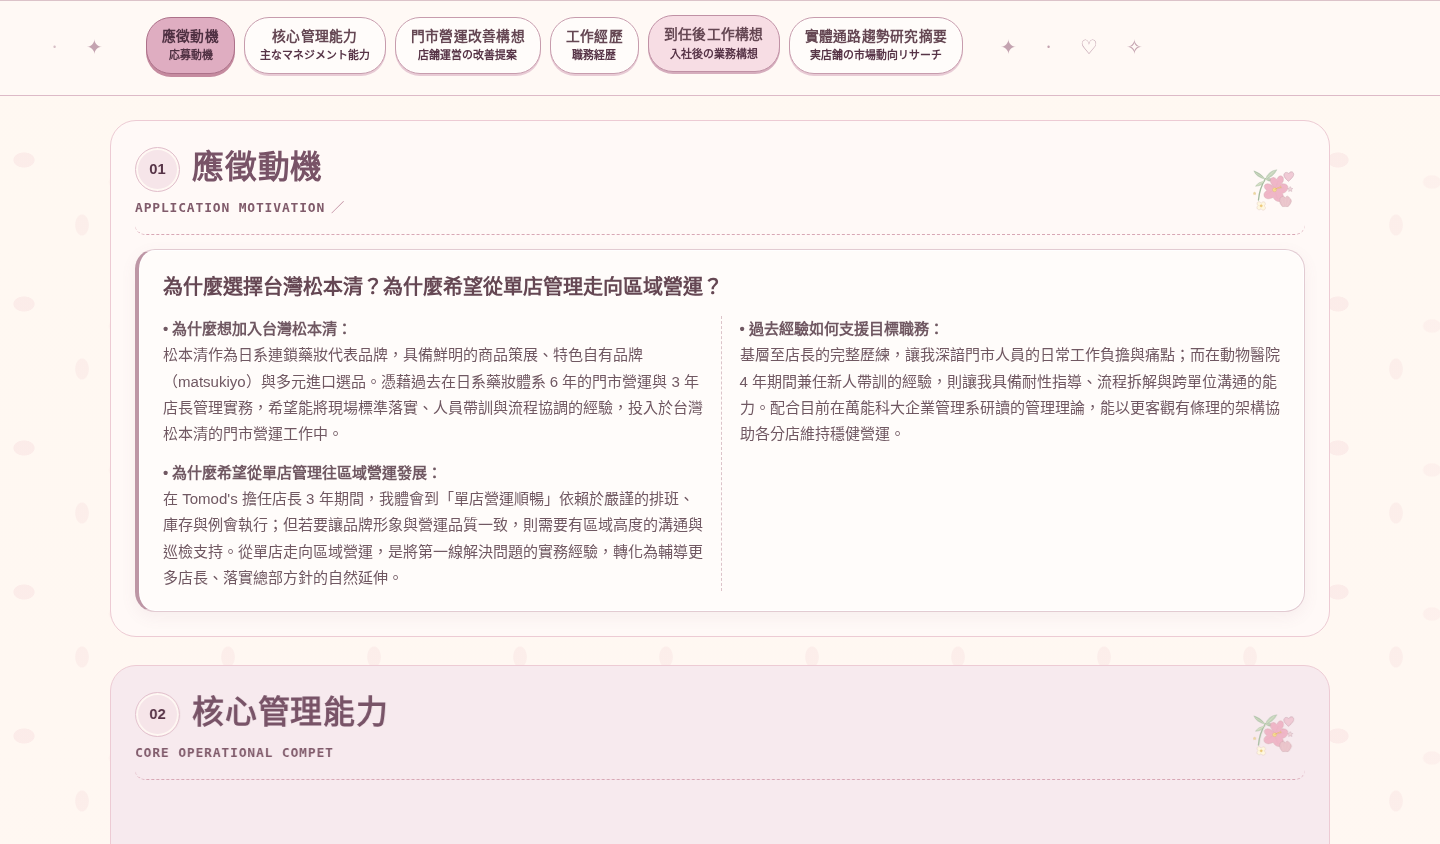 應徵動機
応募動機
核心管理能力
主なマネジメント能力
門市營運改善構想
店舗運営の改善提案
工作經歷
職務経歴
到任後工作構想
入社後の業務構想
實體通路趨勢研究摘要
実店舗の市場動向リサーチ
01 應徵動機
APPLICATION MOTIVATION ／
為什麼選擇台灣松本清？為什麼希望從單店管理走向區域營運？
• 為什麼想加入台灣松本清：
松本清作為日系連鎖藥妝代表品牌，具備鮮明的商品策展、特色自有品牌
（matsukiyo）與多元進口選品。憑藉過去在日系藥妝體系 6 年的門市營運與 3 年
店長管理實務，希望能將現場標準落實、人員帶訓與流程協調的經驗，投入於台灣
松本清的門市營運工作中。
• 為什麼希望從單店管理往區域營運發展：
在 Tomod's 擔任店長 3 年期間，我體會到「單店營運順暢」依賴於嚴謹的排班、
庫存與例會執行；但若要讓品牌形象與營運品質一致，則需要有區域高度的溝通與
巡檢支持。從單店走向區域營運，是將第一線解決問題的實務經驗，轉化為輔導更
多店長、落實總部方針的自然延伸。
• 過去經驗如何支援目標職務：
基層至店長的完整歷練，讓我深諳門市人員的日常工作負擔與痛點；而在動物醫院
4 年期間兼任新人帶訓的經驗，則讓我具備耐性指導、流程拆解與跨單位溝通的能
力。配合目前在萬能科大企業管理系研讀的管理理論，能以更客觀有條理的架構協
助各分店維持穩健營運。
02 核心管理能力
CORE OPERATIONAL COMPET